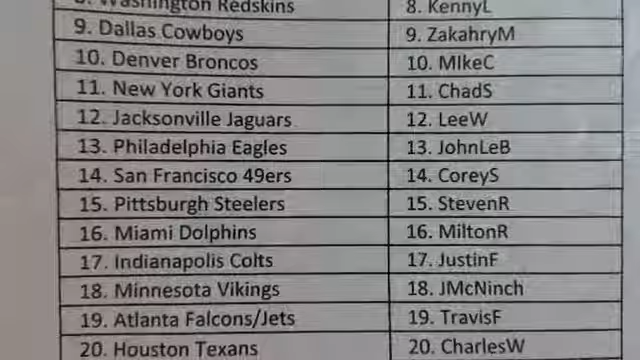 8. Washington Redskins 8. KennyL
9. Dallas Cowboys 9. ZakahryM
10. Denver Broncos 10. MIkeC
11. New York Giants 11. ChadS
12. Jacksonville Jaguars 12. LeeW
13. Philadelphia Eagles 13. JohnLeB
14. San Francisco 49ers 14. CoreyS
15. Pittsburgh Steelers 15. StevenR
16. Miami Dolphins 16. MiltonR
17. Indianapolis Colts 17. JustinF
18. Minnesota Vikings 18. JMcNinch
19. Atlanta Falcons/Jets 19. TravisF
20. Houston Texans 20. CharlesW